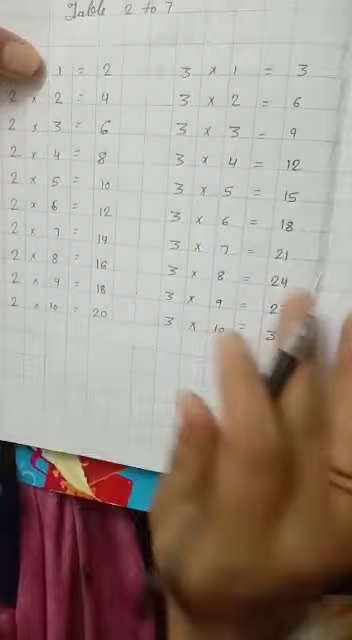 Table 2 to 7
1 = 2
2 × 2 = 4
2 × 3 = 6
2 × 4 = 8
2 × 5 = 10
2 × 6 = 12
2 × 7 = 14
2 × 8 = 16
2 × 9 = 18
2 × 10 = 20
3 × 1 = 3
3 × 2 = 6
3 × 3 = 9
3 × 4 = 12
3 × 5 = 15
3 × 6 = 18
3 × 7 = 21
3 × 8 = 24
3 × 9 = 2
3 × 10 = 3